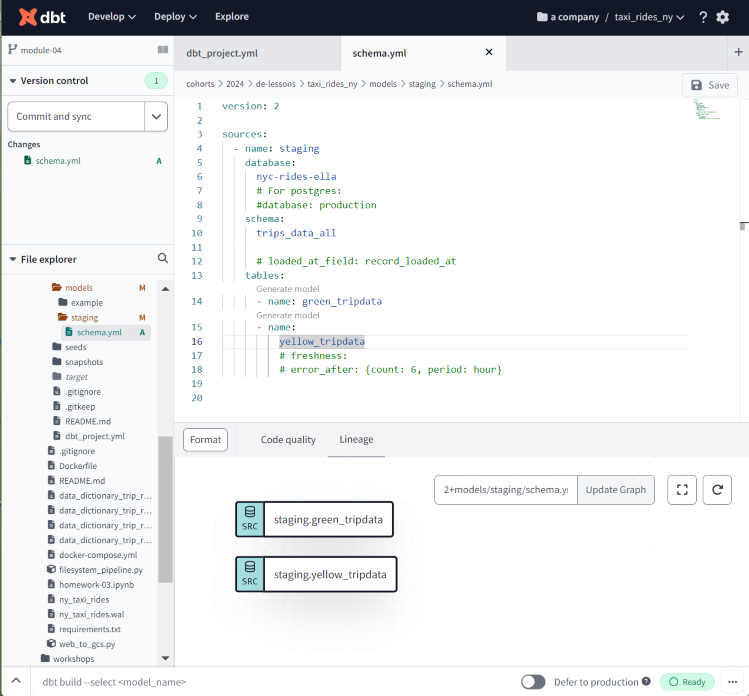 dbt
Develop
Deploy
Explore
a company / taxi_rides_ny
?
module-04
dbt_project.yml
schema.yml
×
+
Version control
1
cohorts > 2024 > de-lessons > taxi_rides_ny > models > staging > schema.yml
Save
Commit and sync
Changes
schema.yml A
1 version: 2
2
3 sources:
4 - name: staging
5 database:
6 nyc-rides-ella
7 # For postgres:
8 #database: production
9 schema:
10 trips_data_all
11
12 # loaded_at_field: record_loaded_at
13 tables:
Generate model
14 - name: green_tripdata
Generate model
15 - name:
16 yellow_tripdata
17 # freshness:
18 # error_after: {count: 6, period: hour}
19
20
File explorer
models M
example
staging M
schema.yml A
seeds
snapshots
target
.gitignore
.gitkeep
README.md
dbt_project.yml
.gitignore
Dockerfile
README.md
data_dictionary_trip_r...
data_dictionary_trip_r...
data_dictionary_trip_r...
data_dictionary_trip_r...
docker-compose.yml
filesystem_pipeline.py
homework-03.ipynb
ny_taxi_rides
ny_taxi_rides.wal
requirements.txt
web_to_gcs.py
workshops
Format
Code quality
Lineage
2+models/staging/schema.y
Update Graph
SRC staging.green_tripdata
SRC staging.yellow_tripdata
dbt build --select <model_name>
Defer to production ?
Ready
...